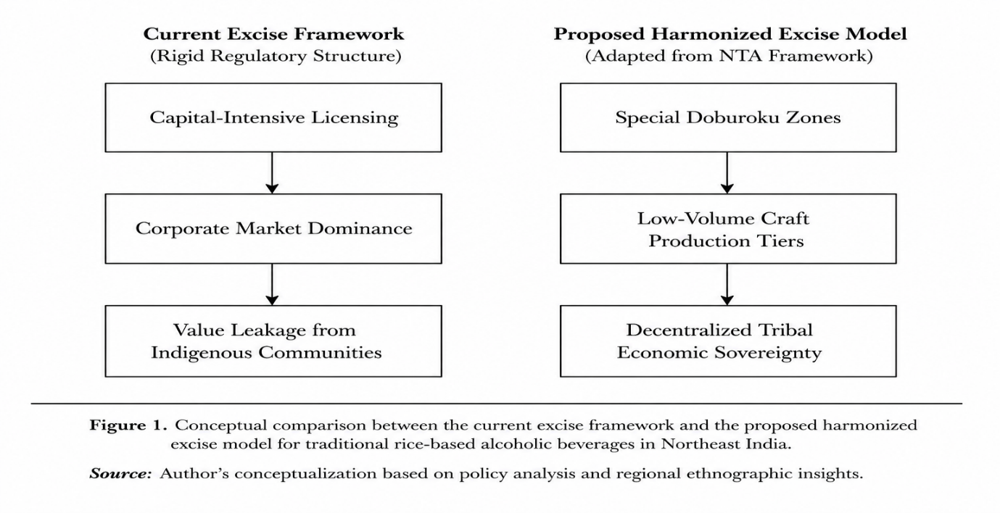 Current Excise Framework
(Rigid Regulatory Structure)
Capital-Intensive Licensing
Corporate Market Dominance
Value Leakage from
Indigenous Communities
Proposed Harmonized Excise Model
(Adapted from NTA Framework)
Special Doburoku Zones
Low-Volume Craft
Production Tiers
Decentralized Tribal
Economic Sovereignty
Figure 1. Conceptual comparison between the current excise framework and the proposed harmonized
excise model for traditional rice-based alcoholic beverages in Northeast India.
Source: Author's conceptualization based on policy analysis and regional ethnographic insights.